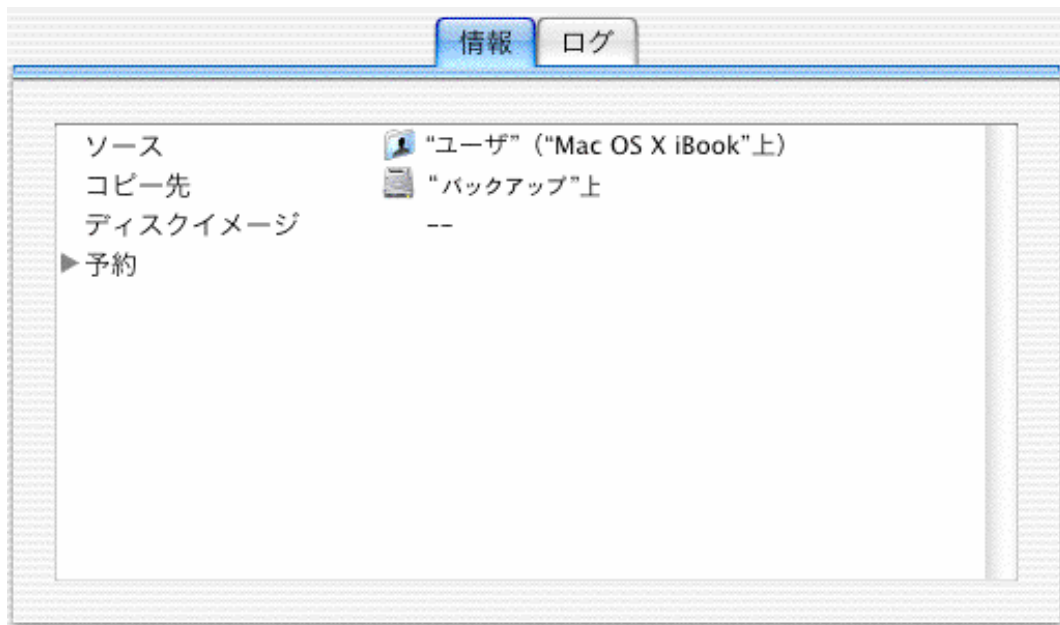 情報 ログ
ソース “ユーザ”（“Mac OS X iBook”上）
コピー先 “バックアップ”上
ディスクイメージ --
予約